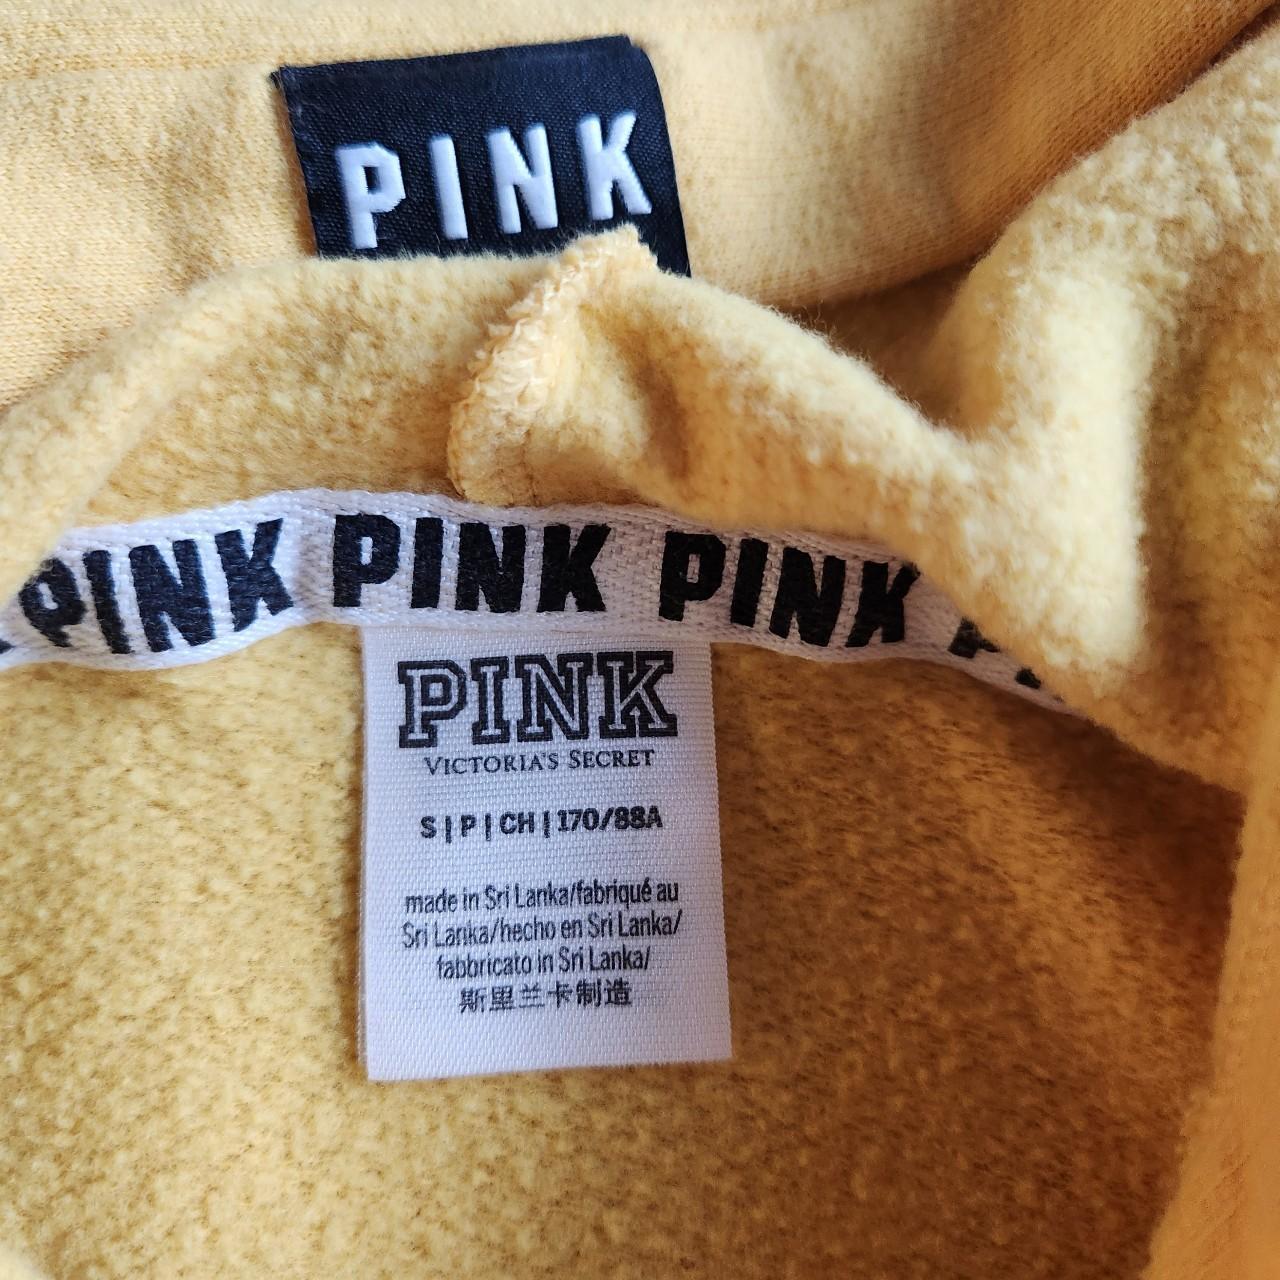 PINK
PINK PINK PINK
PINK
VICTORIA'S SECRET
S | P | CH | 170/88A
made in Sri Lanka/fabriqué au
Sri Lanka/hecho en Sri Lanka/
fabbricato in Sri Lanka/
斯里兰卡制造